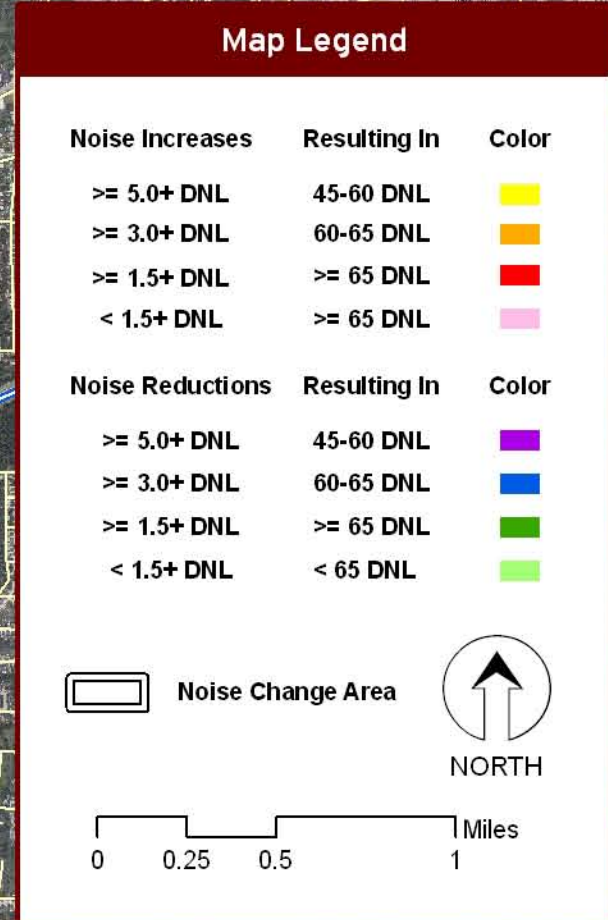 Map Legend
Noise Increases Resulting In Color
>= 5.0+ DNL 45-60 DNL
>= 3.0+ DNL 60-65 DNL
>= 1.5+ DNL >= 65 DNL
< 1.5+ DNL >= 65 DNL
Noise Reductions Resulting In Color
>= 5.0+ DNL 45-60 DNL
>= 3.0+ DNL 60-65 DNL
>= 1.5+ DNL >= 65 DNL
< 1.5+ DNL < 65 DNL
Noise Change Area
NORTH
Miles
0 0.25 0.5 1